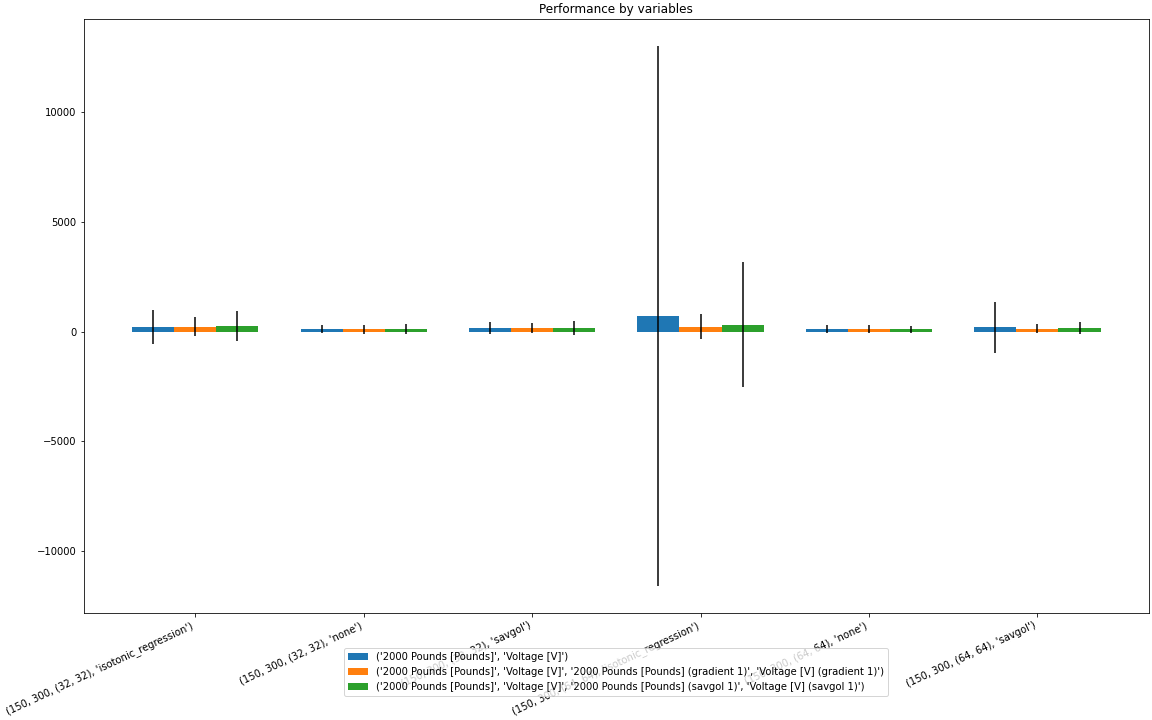 Performance by variables
10000
5000
0
−5000
−10000
(150, 300, (32, 32), 'isotonic_regression')
(150, 300, (32, 32), 'none')
32), 'savgol')
(150, 300, regression')
(64, 64), 'none')
(150, 300, (64, 64), 'savgol')
('2000 Pounds [Pounds]', 'Voltage [V]')
('2000 Pounds [Pounds]', 'Voltage [V]', '2000 Pounds [Pounds] (gradient 1)', 'Voltage [V] (gradient 1)')
('2000 Pounds [Pounds]', 'Voltage [V]', '2000 Pounds [Pounds] (savgol 1)', 'Voltage [V] (savgol 1)')